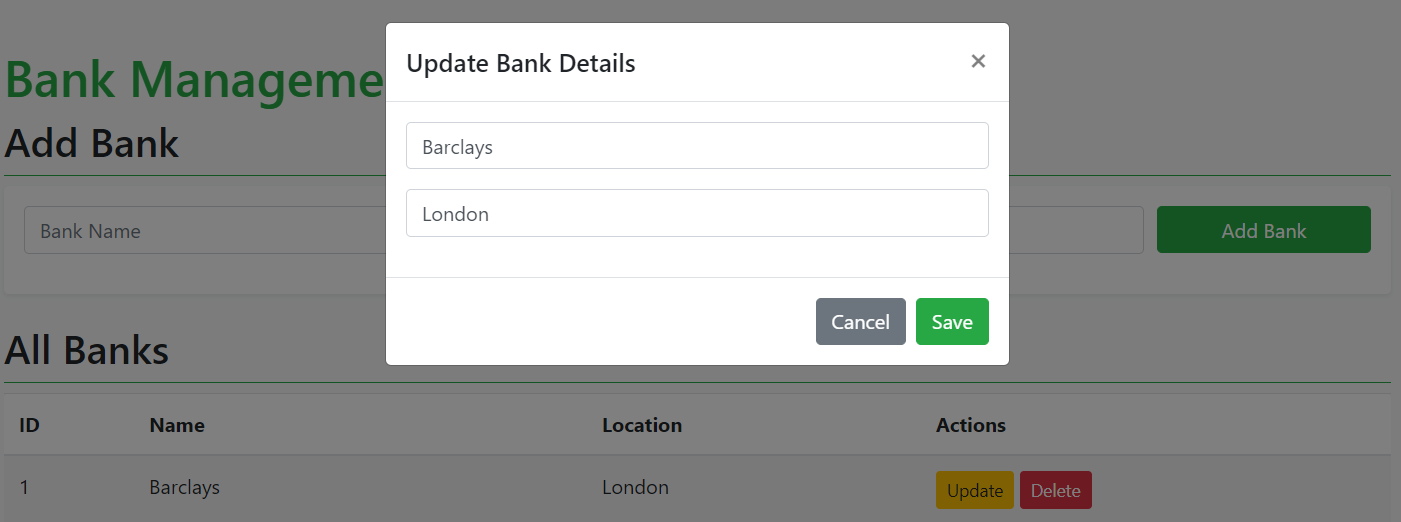 Update Bank Details ×
Barclays
London
Cancel Save
Bank Manageme
Add Bank
Bank Name Add Bank
All Banks
ID Name Location Actions
1 Barclays London Update Delete